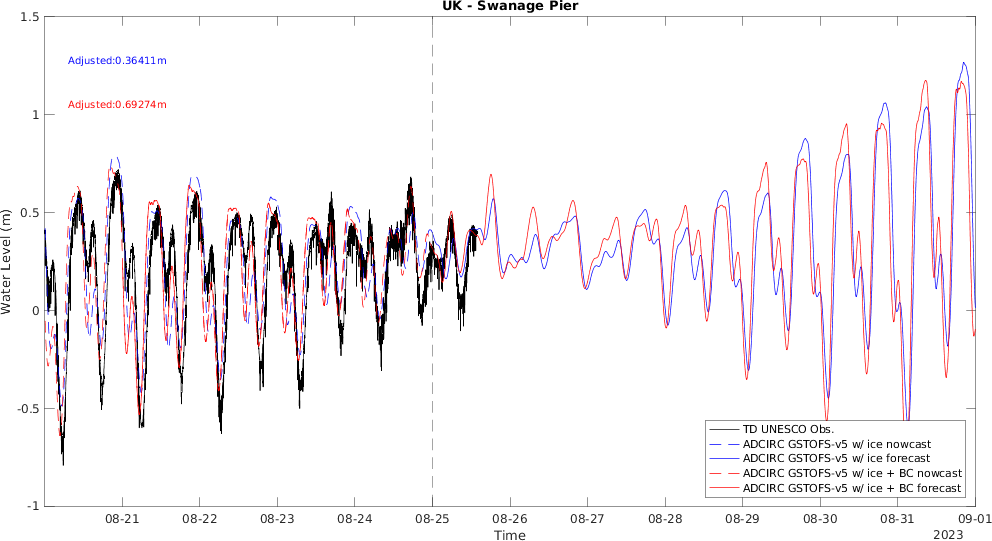 UK - Swanage Pier
1.5
1
0.5
0
-0.5
-1
Water Level (m)
Adjusted:0.36411m
Adjusted:0.69274m
TD UNESCO Obs.
ADCIRC GSTOFS-v5 w/ ice nowcast
ADCIRC GSTOFS-v5 w/ ice forecast
ADCIRC GSTOFS-v5 w/ ice + BC nowcast
ADCIRC GSTOFS-v5 w/ ice + BC forecast
08-21 08-22 08-23 08-24 08-25 08-26 08-27 08-28 08-29 08-30 08-31 09-01
Time
2023